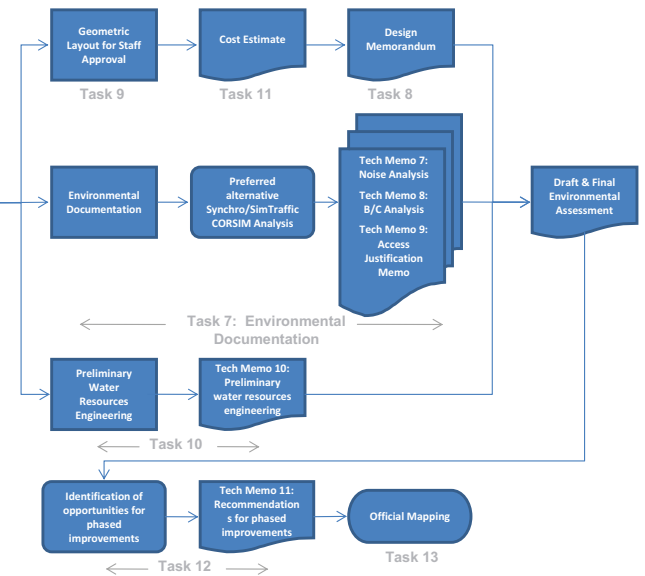 Geometric
Layout for Staff
Approval
Cost Estimate
Design
Memorandum
Task 9
Task 11
Task 8
Environmental
Documentation
Preferred
alternative
Synchro/SimTraffic
CORSIM Analysis
Tech Memo 7:
Noise Analysis
Tech Memo 8:
B/C Analysis
Tech Memo 9:
Access
Justification
Memo
Draft & Final
Environmental
Assessment
Task 7: Environmental
Documentation
Preliminary
Water
Resources
Engineering
Tech Memo 10:
Preliminary
water resources
engineering
Task 10
Identification of
opportunities for
phased
improvements
Tech Memo 11:
Recommendation
s for phased
improvements
Official Mapping
Task 12
Task 13